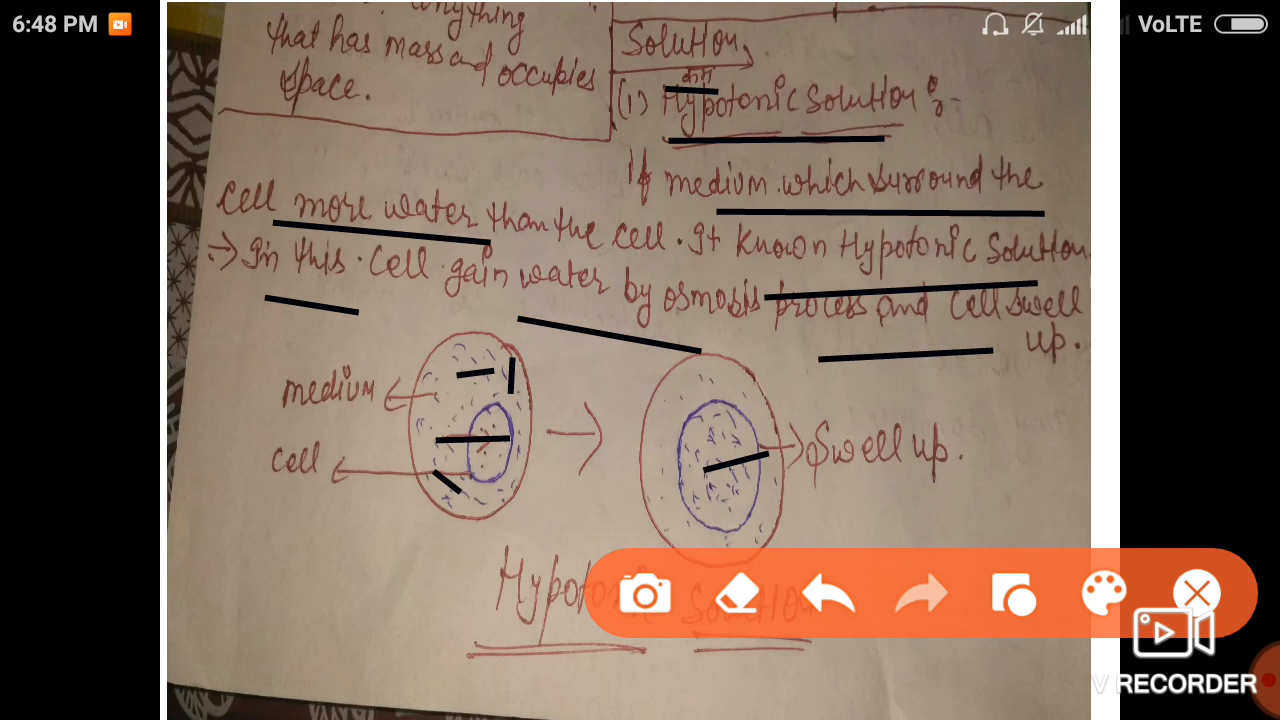 6:48 PM
VoLTE
anything
that has mass and occupies
space.
Solution
कम
(1) Hypotonic Solution :-
If medium which surround the
cell more water than the cell. It known Hypotonic Solution.
=> In this cell gain water by osmosis process and cell swell
up.
medium
cell
Swell up.
Hypotonic Solution
V RECORDER